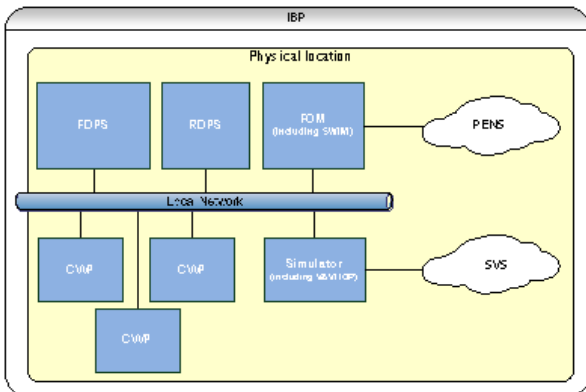 IBP
Physical location
FDPS
RDPS
FOM
(including SWIM)
PENS
Local Network
CWP
CWP
Simulator
SVS
CWP